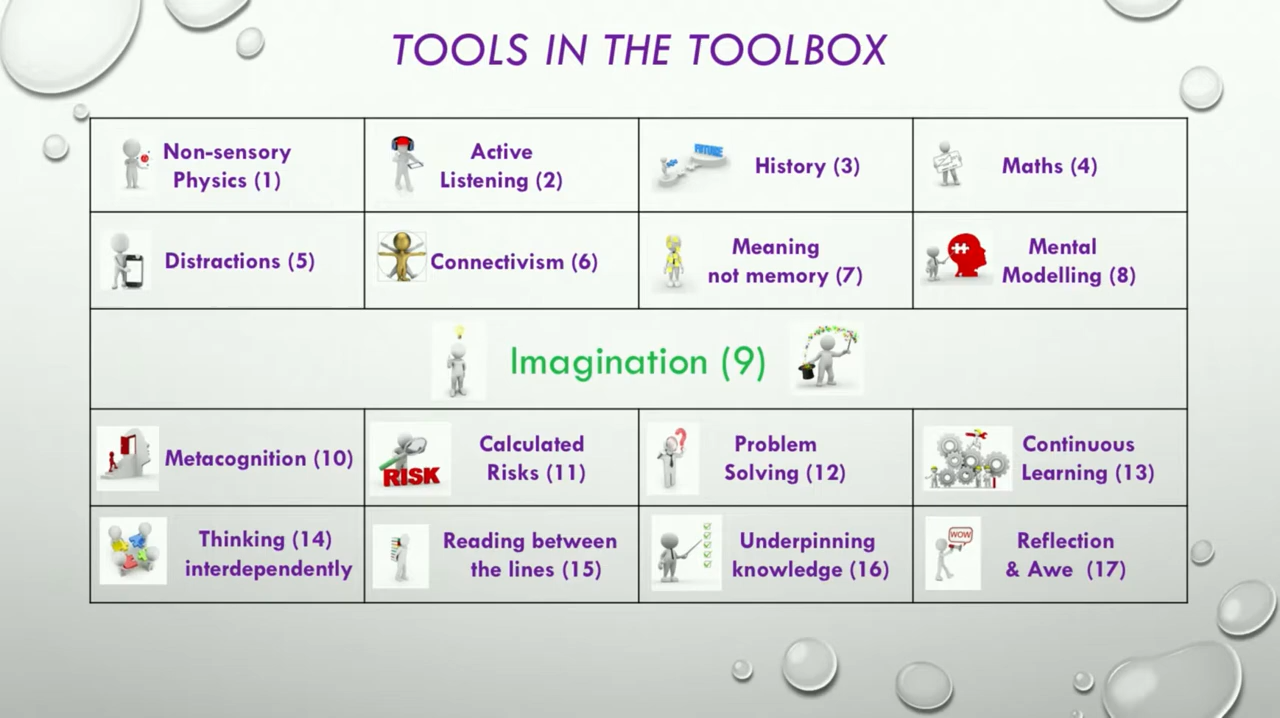 TOOLS IN THE TOOLBOX
Non-sensory
Physics (1)
Active
Listening (2)
FUTURE
History (3)
Maths (4)
Distractions (5)
Connectivism (6)
Meaning
not memory (7)
Mental
Modelling (8)
Imagination (9)
Metacognition (10)
RISK
Calculated
Risks (11)
Problem
Solving (12)
Continuous
Learning (13)
Thinking (14)
interdependently
Reading between
the lines (15)
Underpinning
knowledge (16)
WOW
Reflection
& Awe (17)